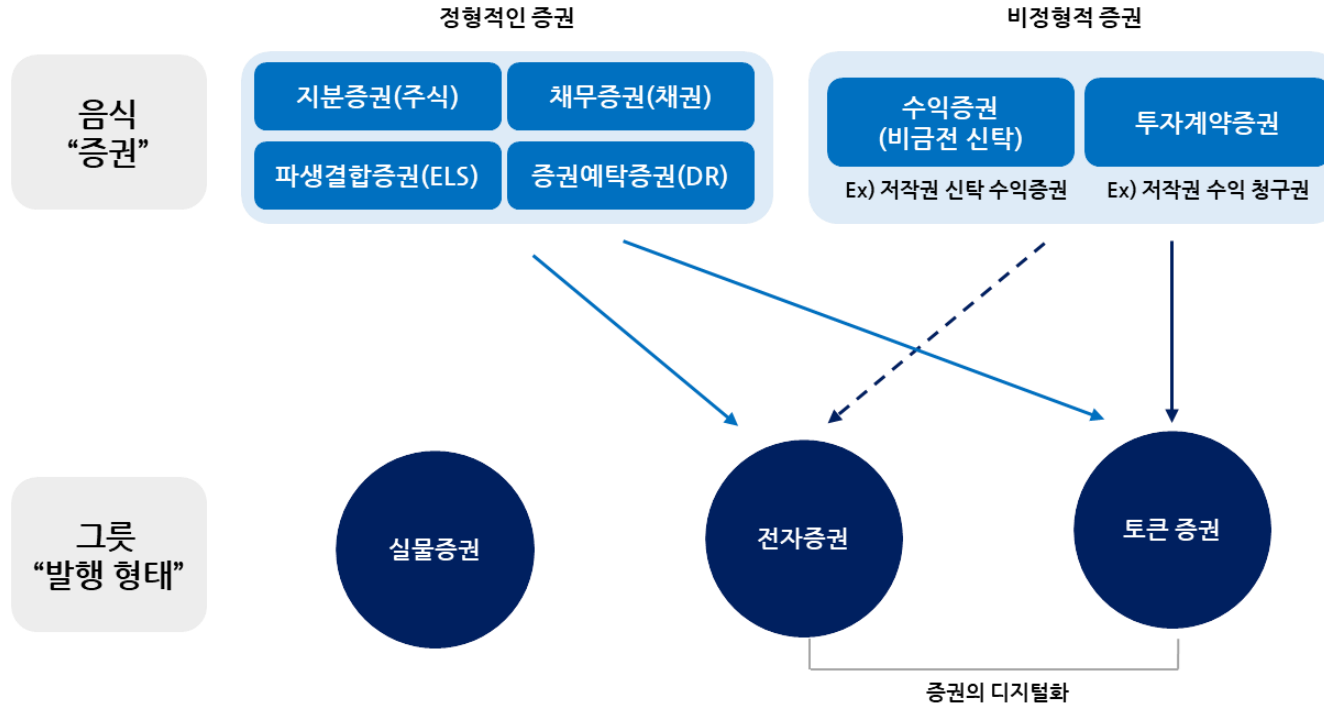 정형적인 증권
비정형적 증권
음식
“증권”
지분증권(주식)
채무증권(채권)
파생결합증권(ELS)
증권예탁증권(DR)
수익증권
(비금전 신탁)
투자계약증권
Ex) 저작권 신탁 수익증권
Ex) 저작권 수익 청구권
그릇
“발행 형태”
실물증권
전자증권
토큰 증권
증권의 디지털화